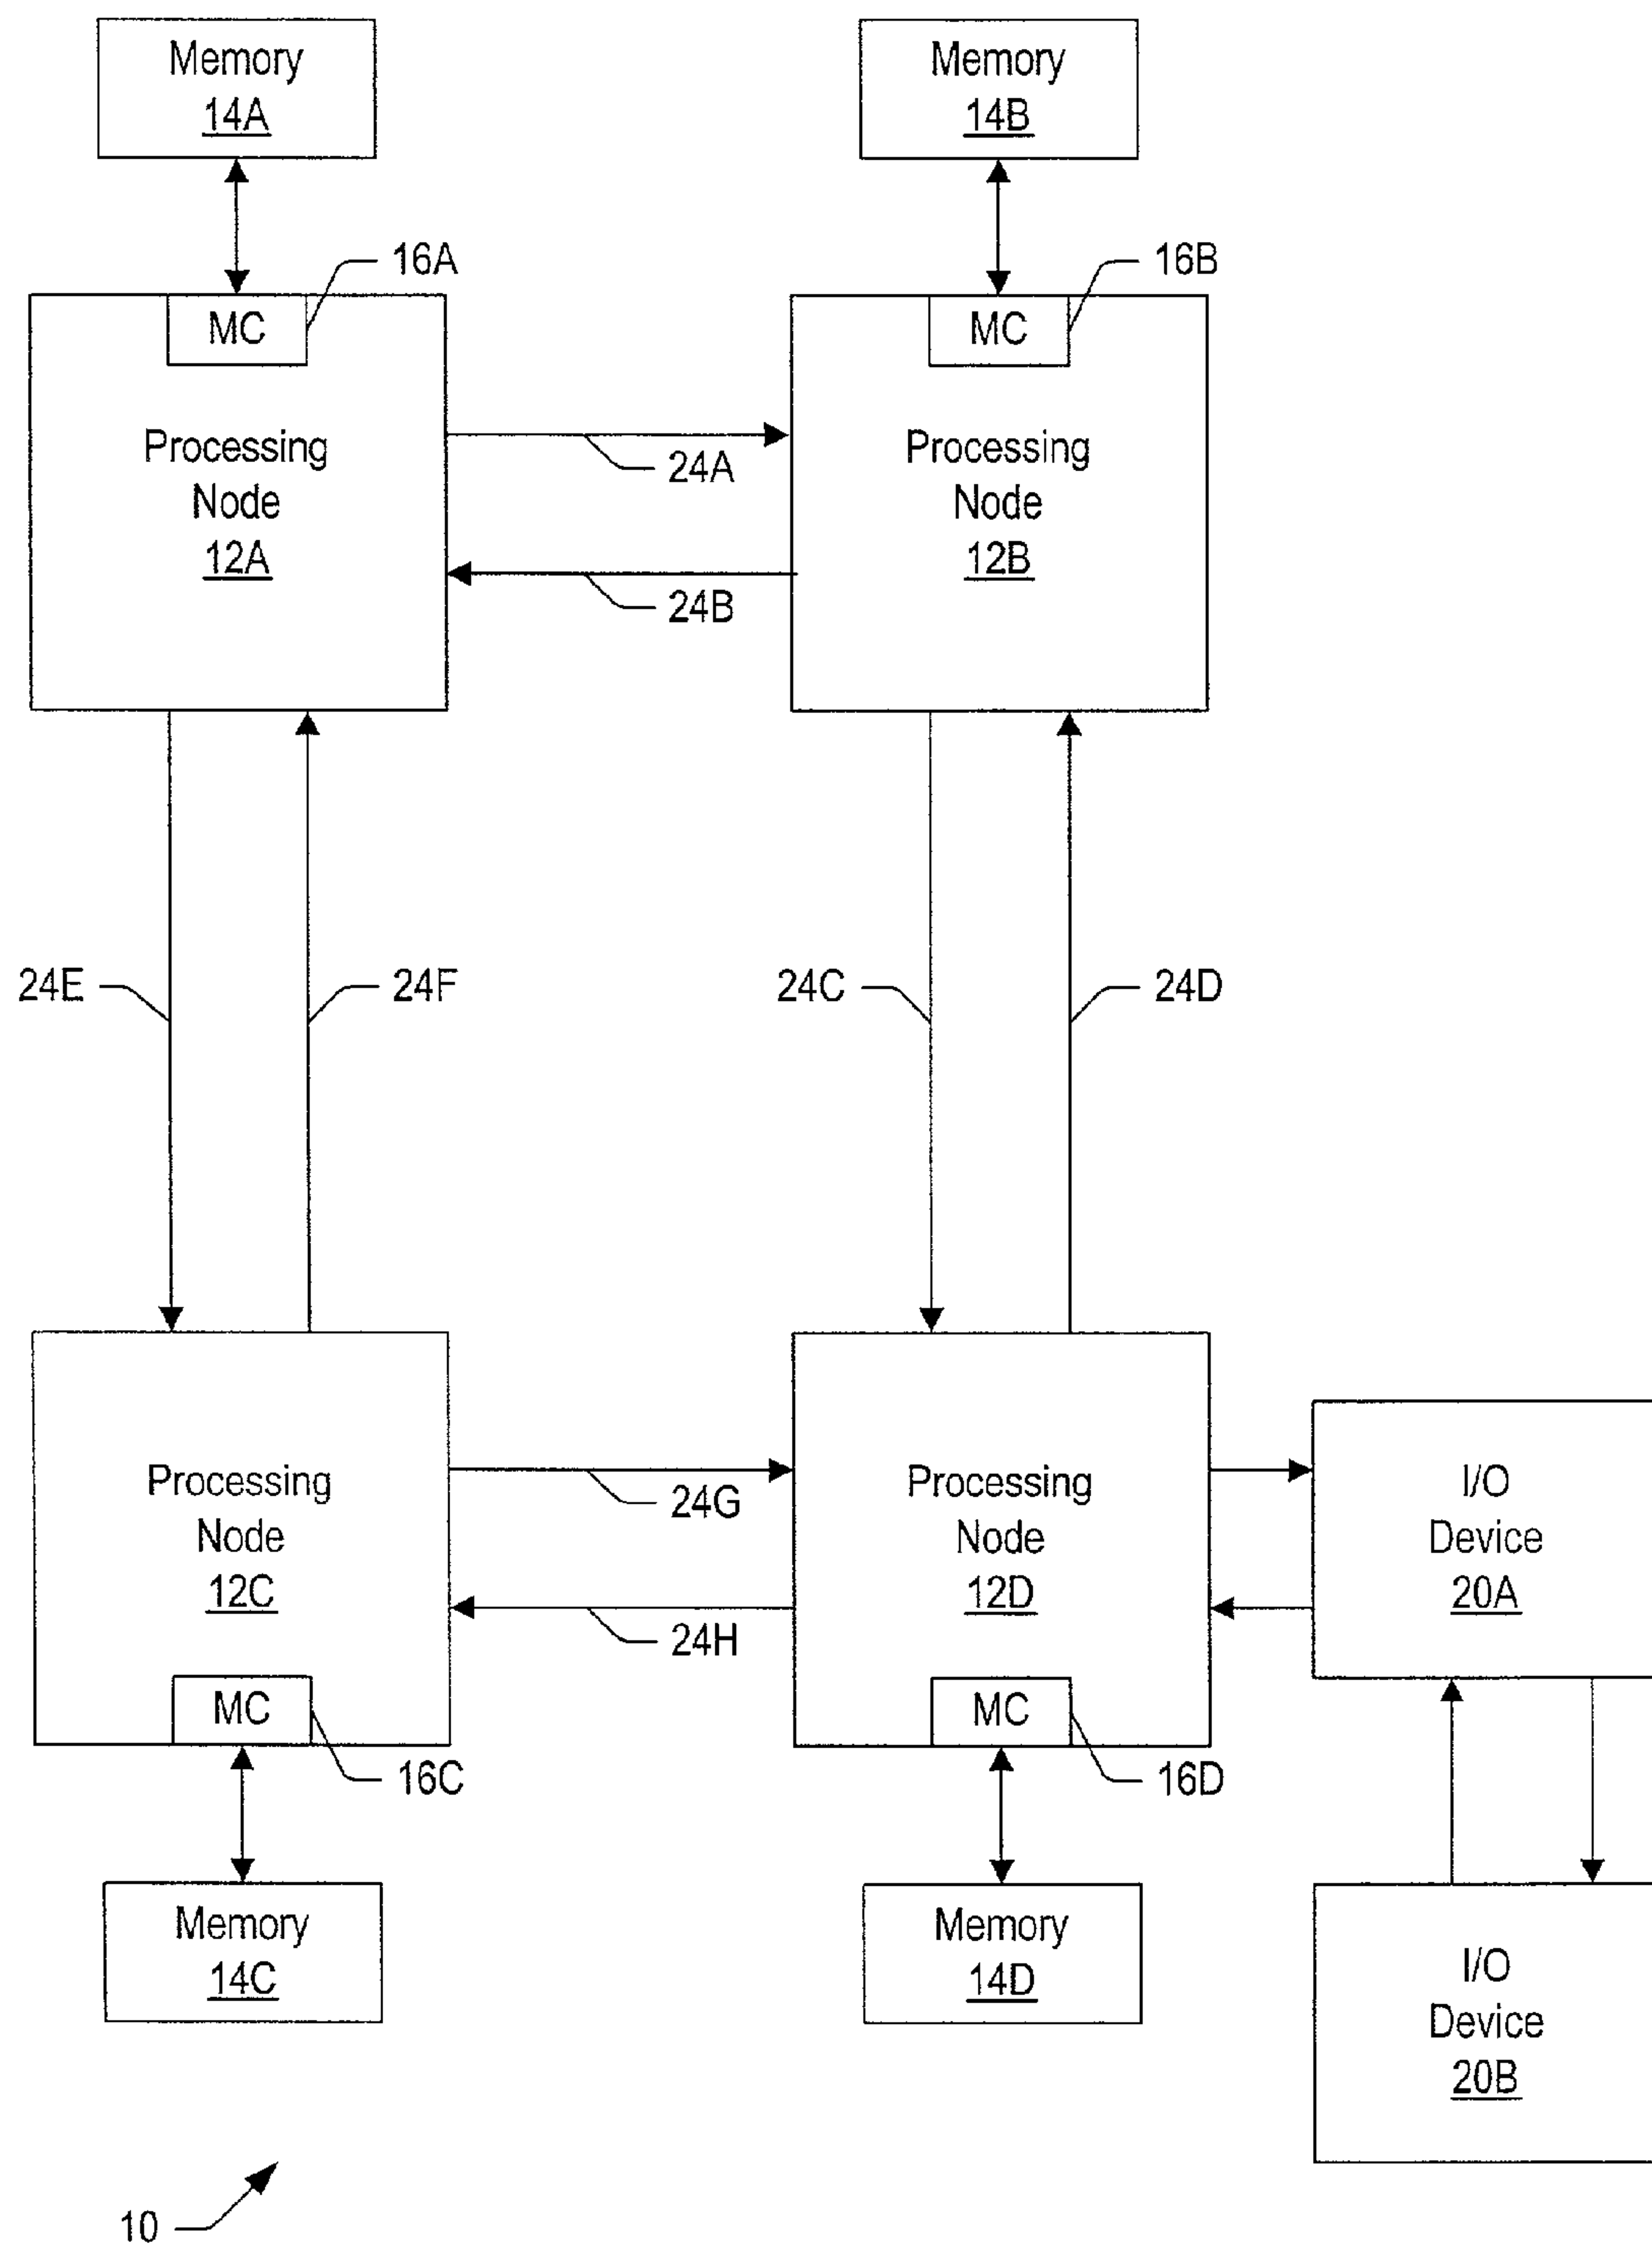 Memory
14A
Memory
14B
16A
16B
MC
MC
Processing
Node
12A
Processing
Node
12B
24A
24B
24E
24F
24C
24D
Processing
Node
12C
Processing
Node
12D
I/O
Device
20A
24G
24H
MC
MC
16C
16D
Memory
14C
Memory
14D
I/O
Device
20B
10